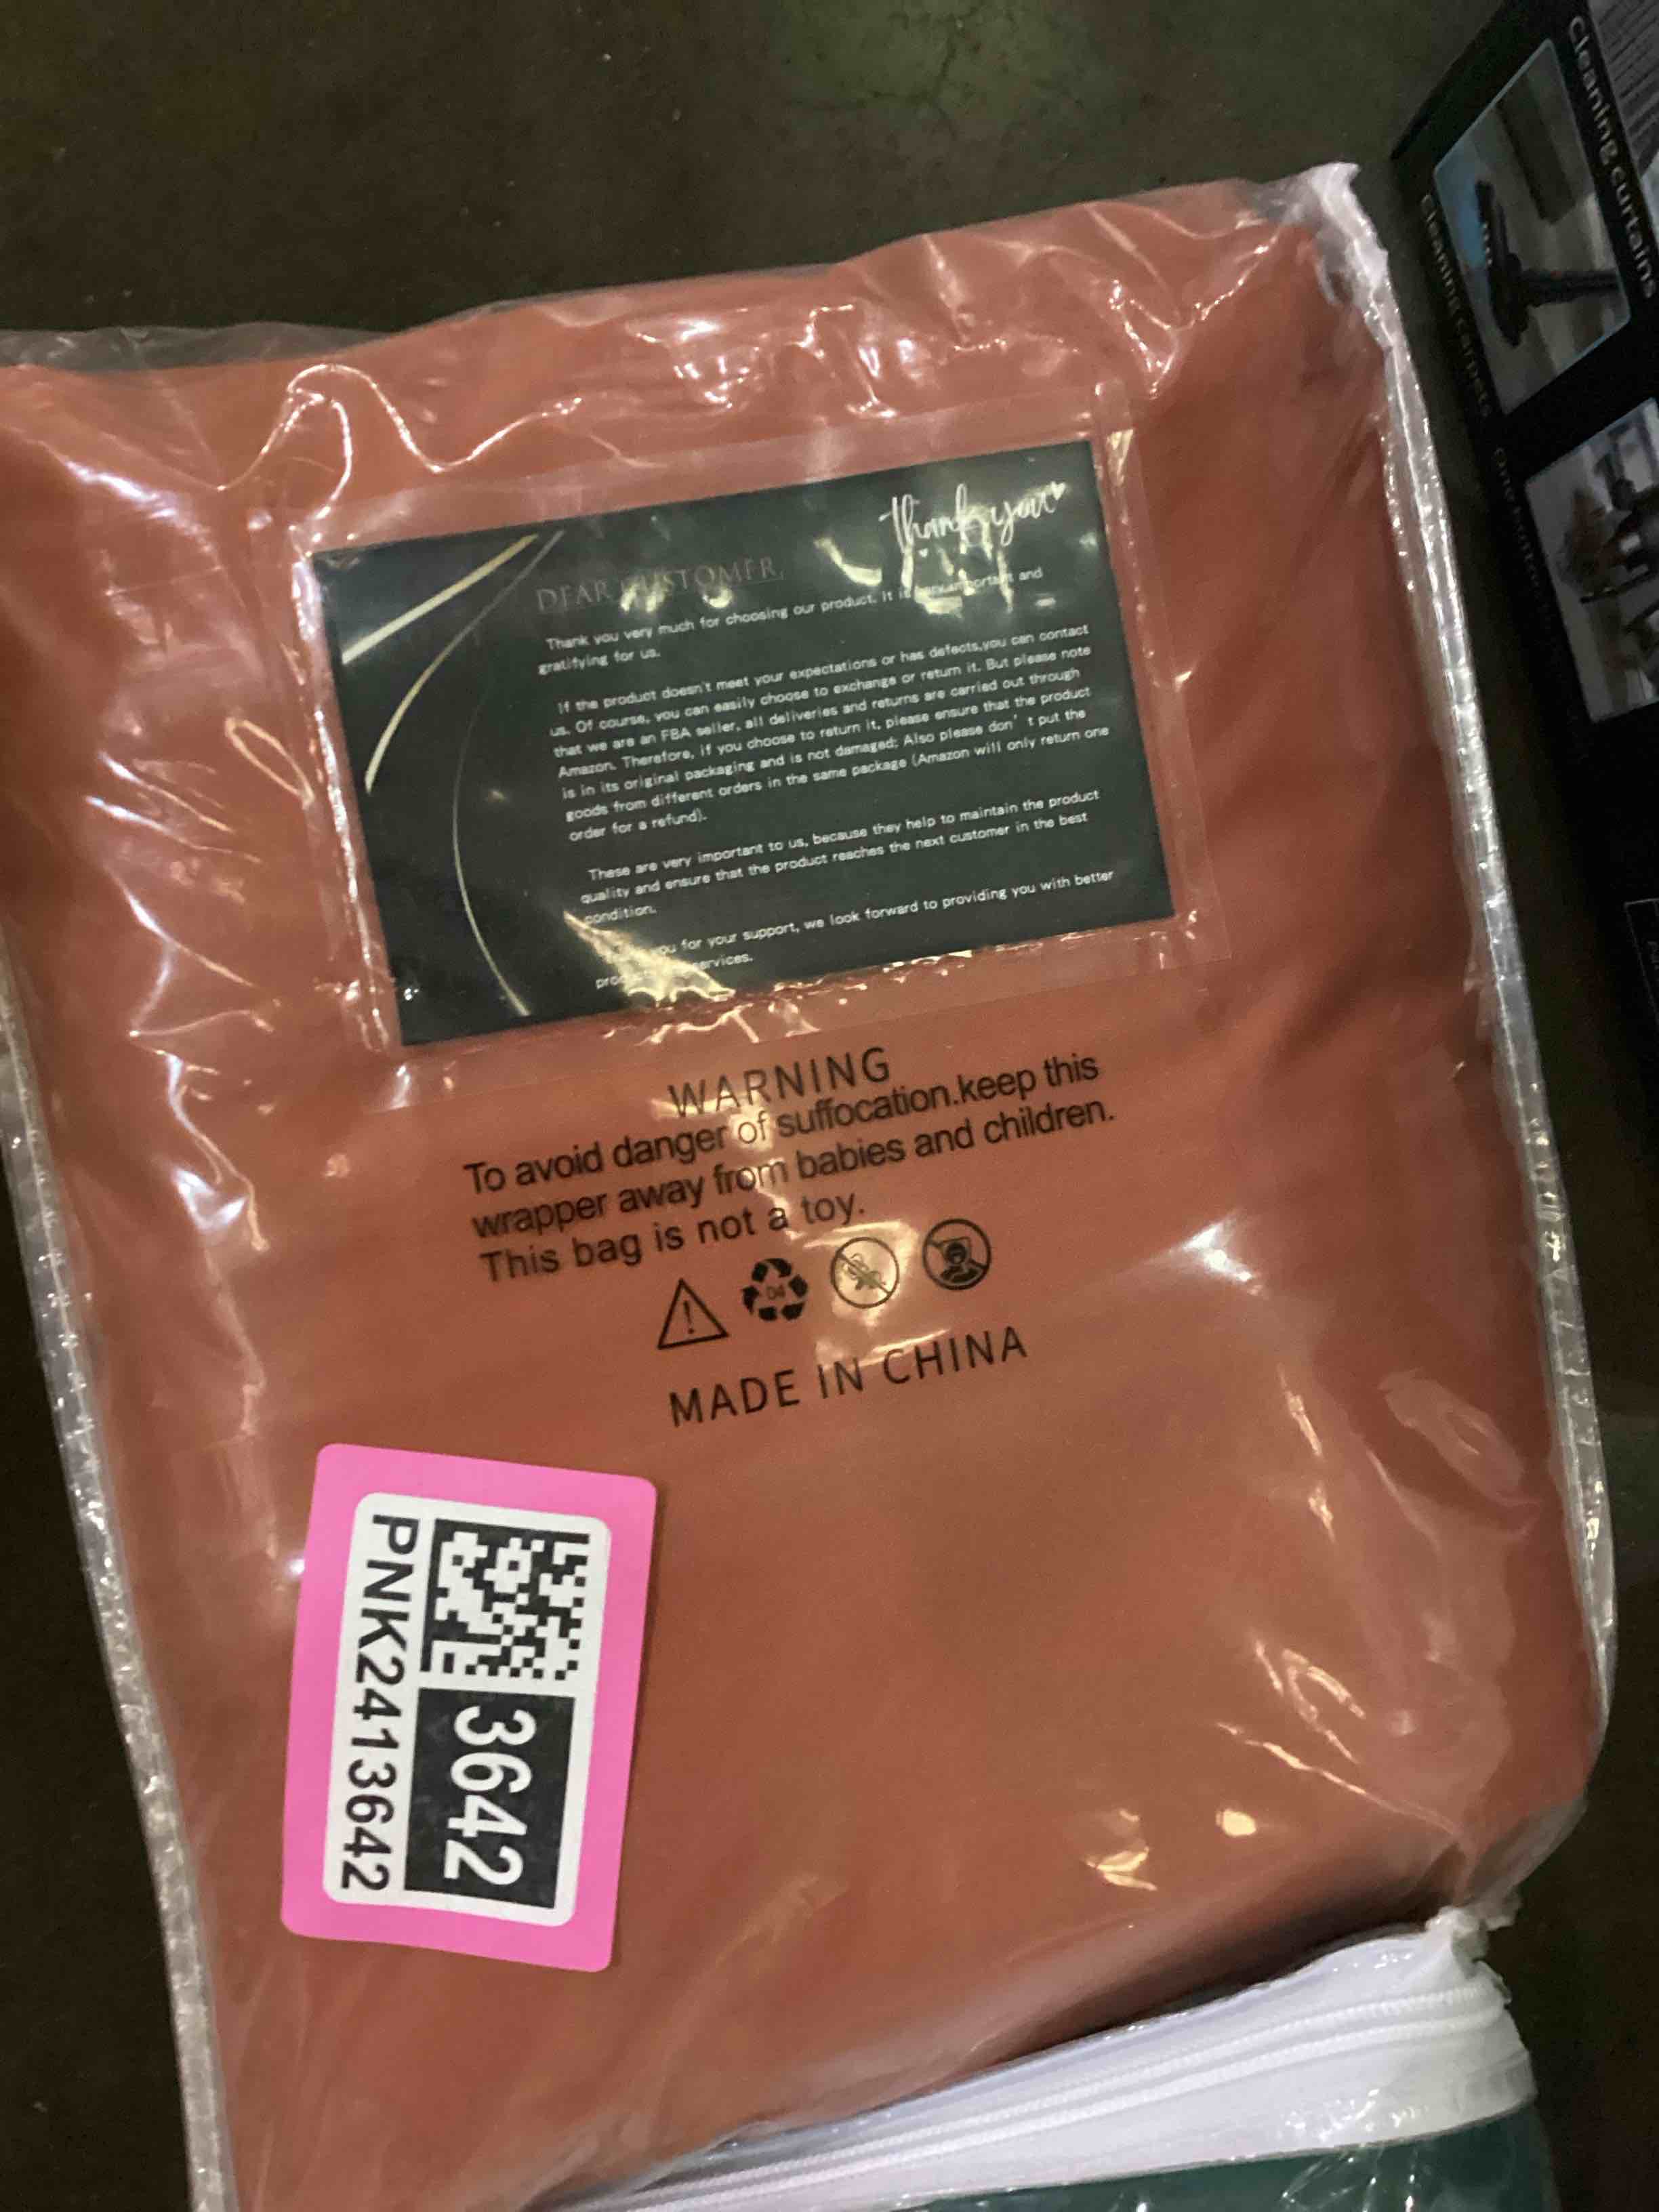 Thank you
DEAR CUSTOMER,
Thank you very much for choosing our product. It is very important and
gratifying for us.
If the product doesn't meet your expectations or has defects,you can contact
us. Of course, you can easily choose to exchange or return it. But please note
that we are an FBA seller, all deliveries and returns are carried out through
Amazon. Therefore, if you choose to return it, please ensure that the product
is in its original packaging and is not damaged; Also please don't put the
goods from different orders in the same package (Amazon will only return one
order for a refund).
These are very important to us, because they help to maintain the product
quality and ensure that the product reaches the next customer in the best
condition.
you for your support, we look forward to providing you with better
services.
WARNING
To avoid danger of suffocation.keep this
wrapper away from babies and children.
This bag is not a toy.
04
MADE IN CHINA
3642
PNK2413642
Cleaning curtains
Cleaning carpets